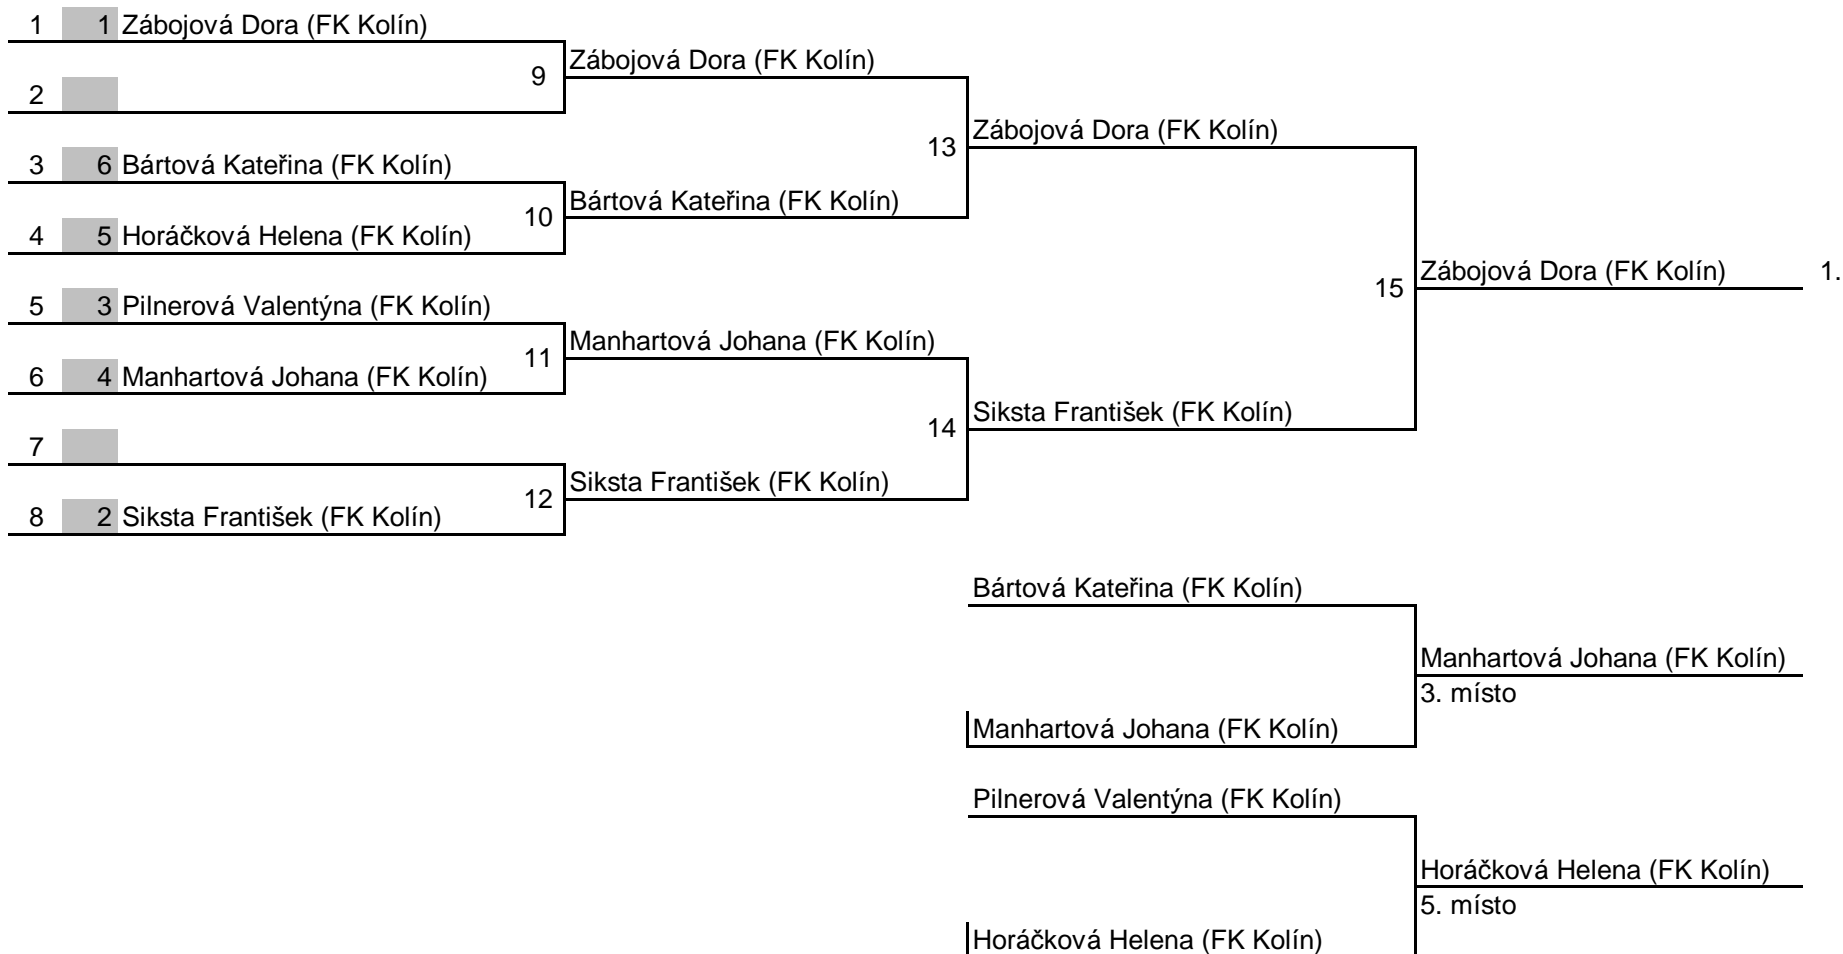 1 1 Zábojová Dora (FK Kolín)
9 Zábojová Dora (FK Kolín)
2
13 Zábojová Dora (FK Kolín)
3 6 Bártová Kateřina (FK Kolín)
10 Bártová Kateřina (FK Kolín)
4 5 Horáčková Helena (FK Kolín)
15 Zábojová Dora (FK Kolín) 1.
5 3 Pilnerová Valentýna (FK Kolín)
11 Manhartová Johana (FK Kolín)
6 4 Manhartová Johana (FK Kolín)
14 Siksta František (FK Kolín)
7
12 Siksta František (FK Kolín)
8 2 Siksta František (FK Kolín)
Bártová Kateřina (FK Kolín)
Manhartová Johana (FK Kolín)
3. místo
Manhartová Johana (FK Kolín)
Pilnerová Valentýna (FK Kolín)
Horáčková Helena (FK Kolín)
5. místo
Horáčková Helena (FK Kolín)